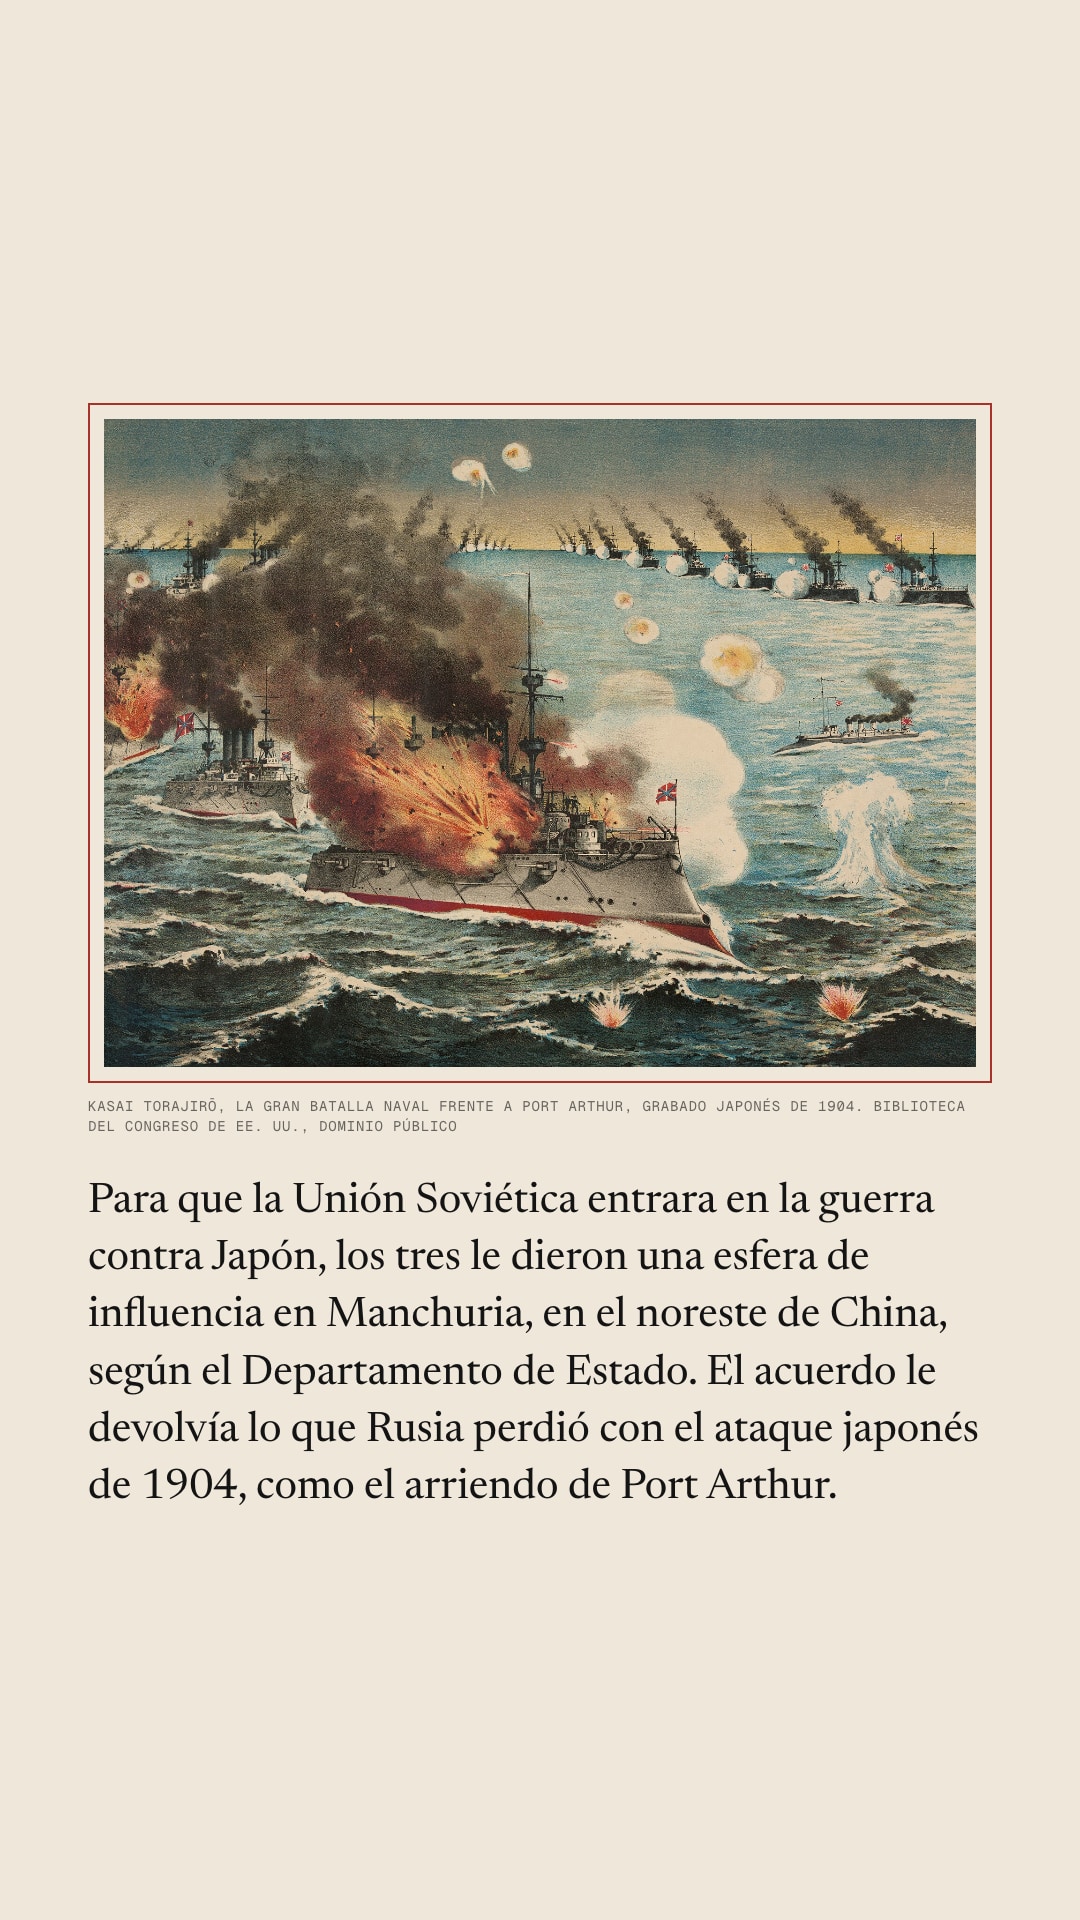 KASAI TORAJIRŌ, LA GRAN BATALLA NAVAL FRENTE A PORT ARTHUR, GRABADO JAPONÉS DE 1904. BIBLIOTECA
DEL CONGRESO DE EE. UU., DOMINIO PÚBLICO
Para que la Unión Soviética entrara en la guerra
contra Japón, los tres le dieron una esfera de
influencia en Manchuria, en el noreste de China,
según el Departamento de Estado. El acuerdo le
devolvía lo que Rusia perdió con el ataque japonés
de 1904, como el arriendo de Port Arthur.